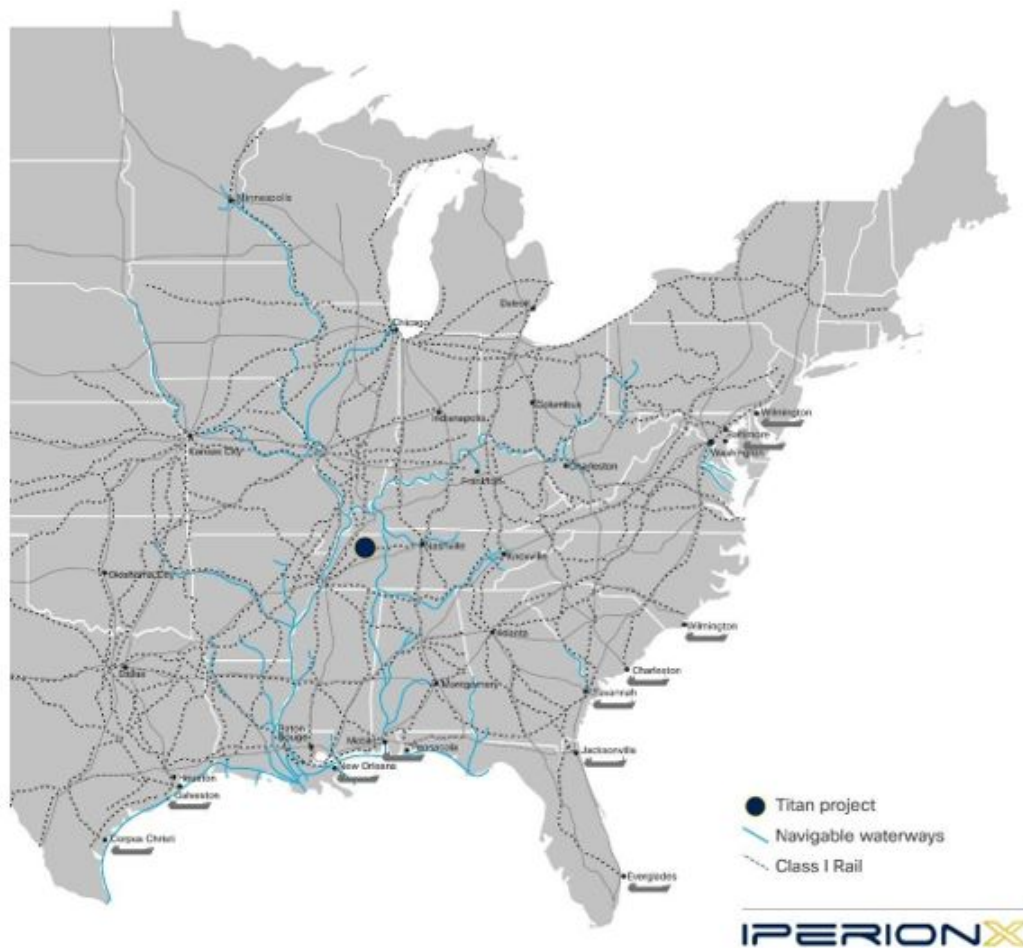 Minneapolis
Detroit
Chicago
Columbus
Indianapolis
Wilmington
Baltimore
Washington
Kansas City
Charleston
Frankfort
Nashville
Knoxville
Oklahoma City
Wilmington
Atlanta
Dallas
Charleston
Montgomery
Savannah
Baton
Rouge
Mobile
Pensacola
Jacksonville
New Orleans
Houston
Galveston
Corpus Christi
Everglades
Titan project
Navigable waterways
Class I Rail
IPERIONX